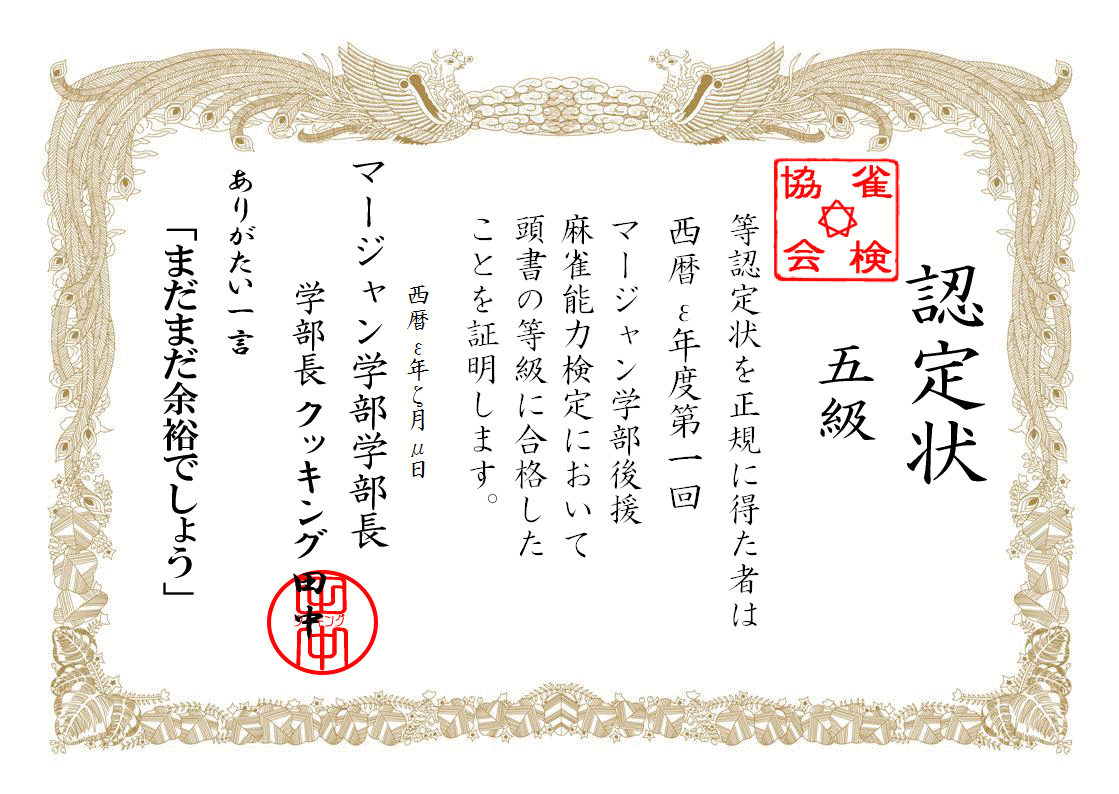 認定状
雀検
協会
五級
等認定状を正規に得た者は
西暦ε年度第一回
マージャン学部後援
麻雀能力検定において
頭書の等級に合格した
ことを証明します。
西暦ε年ζ月μ日
マージャン学部学部長
学部長クッキング田中
田中
クッキング
ありがたい一言
「まだまだ余裕でしょう」